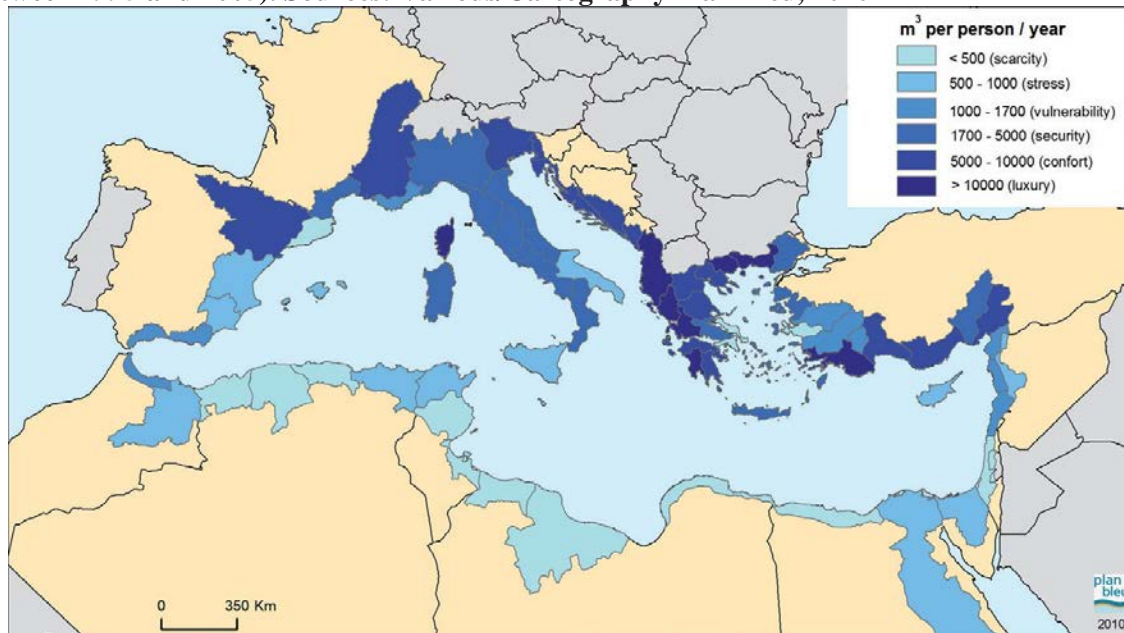 m³ per person / year
< 500 (scarcity)
500 - 1000 (stress)
1000 - 1700 (vulnerability)
1700 - 5000 (security)
5000 - 10000 (confort)
> 10000 (luxury)
0 350 Km
plan
bleu
2010